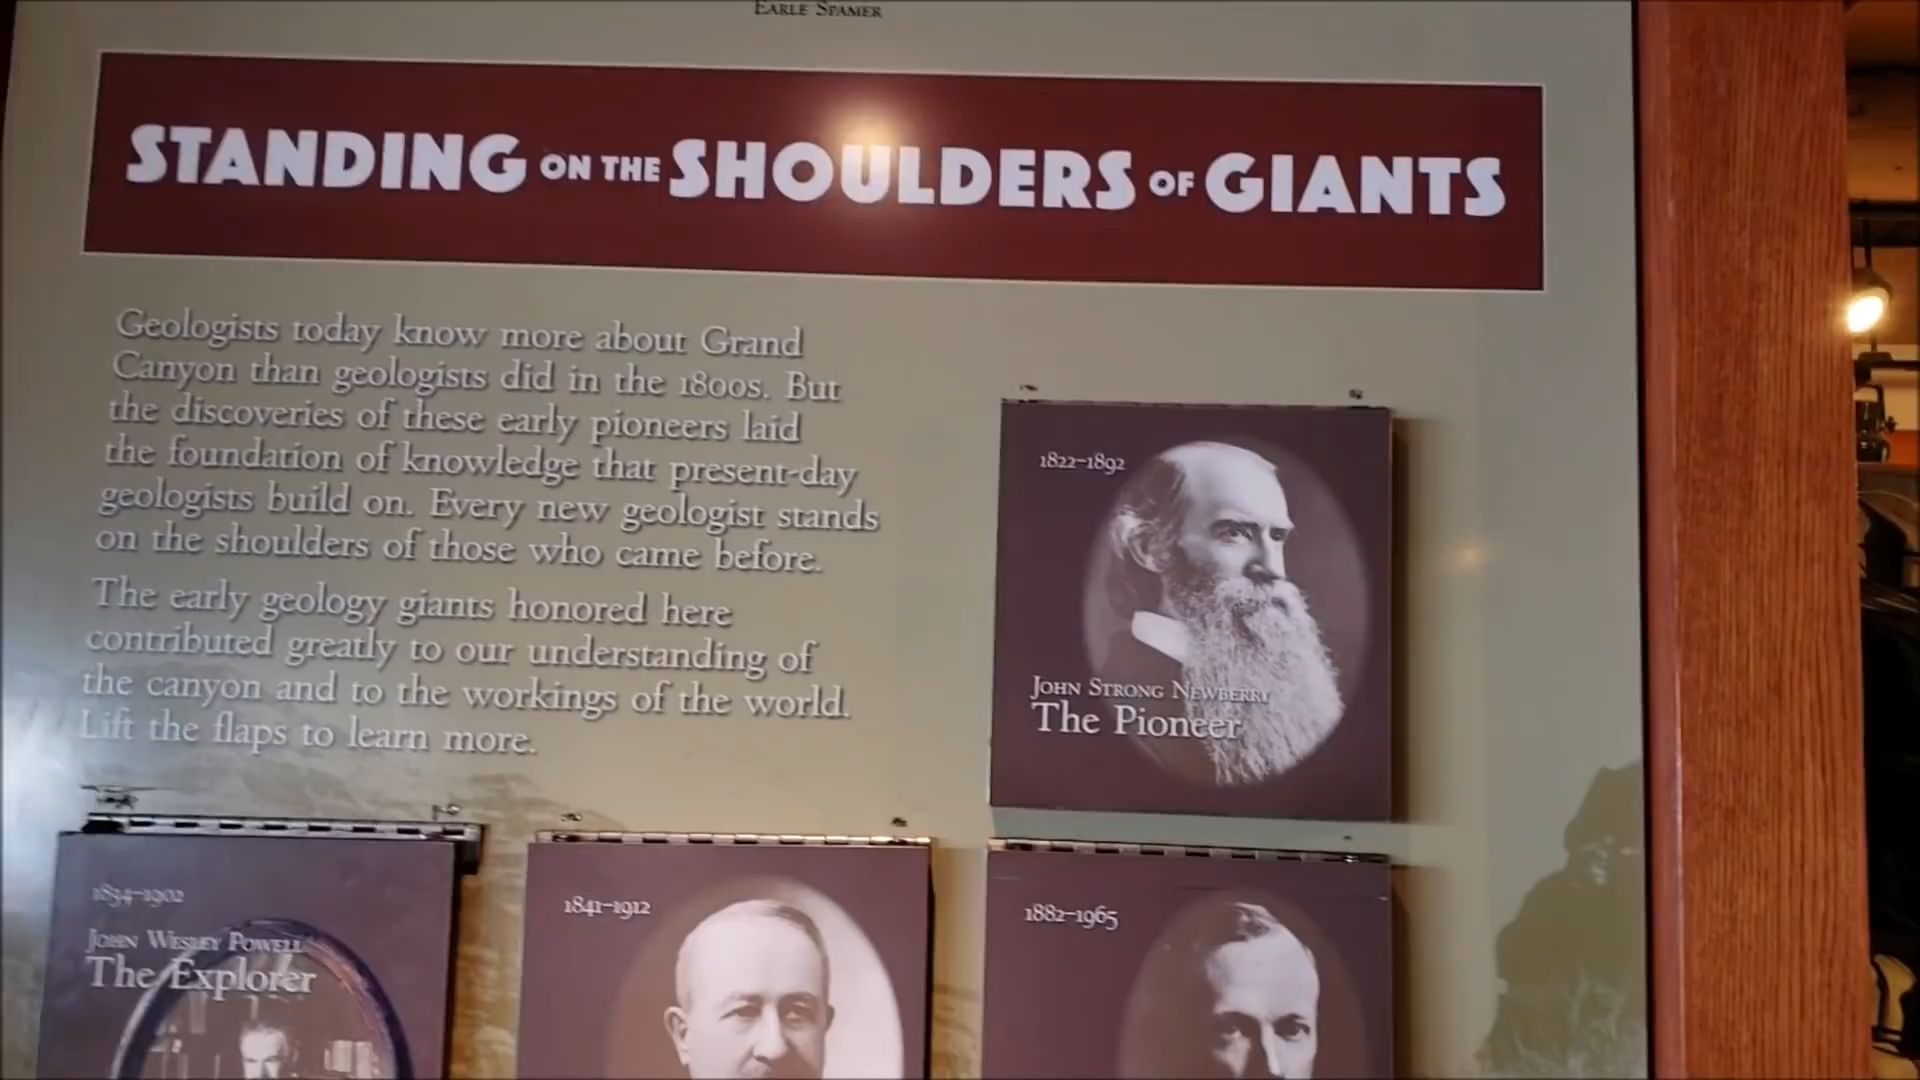 EARLE SPAMER
STANDING ON THE SHOULDERS OF GIANTS
Geologists today know more about Grand
Canyon than geologists did in the 1800s. But
the discoveries of these early pioneers laid
the foundation of knowledge that present-day
geologists build on. Every new geologist stands
on the shoulders of those who came before.
The early geology giants honored here
contributed greatly to our understanding of
the canyon and to the workings of the world.
Lift the flaps to learn more.
1822–1892
JOHN STRONG NEWBERRY
The Pioneer
1834–1902
JOHN WESLEY POWELL
The Explorer
1841–1912
1882–1965